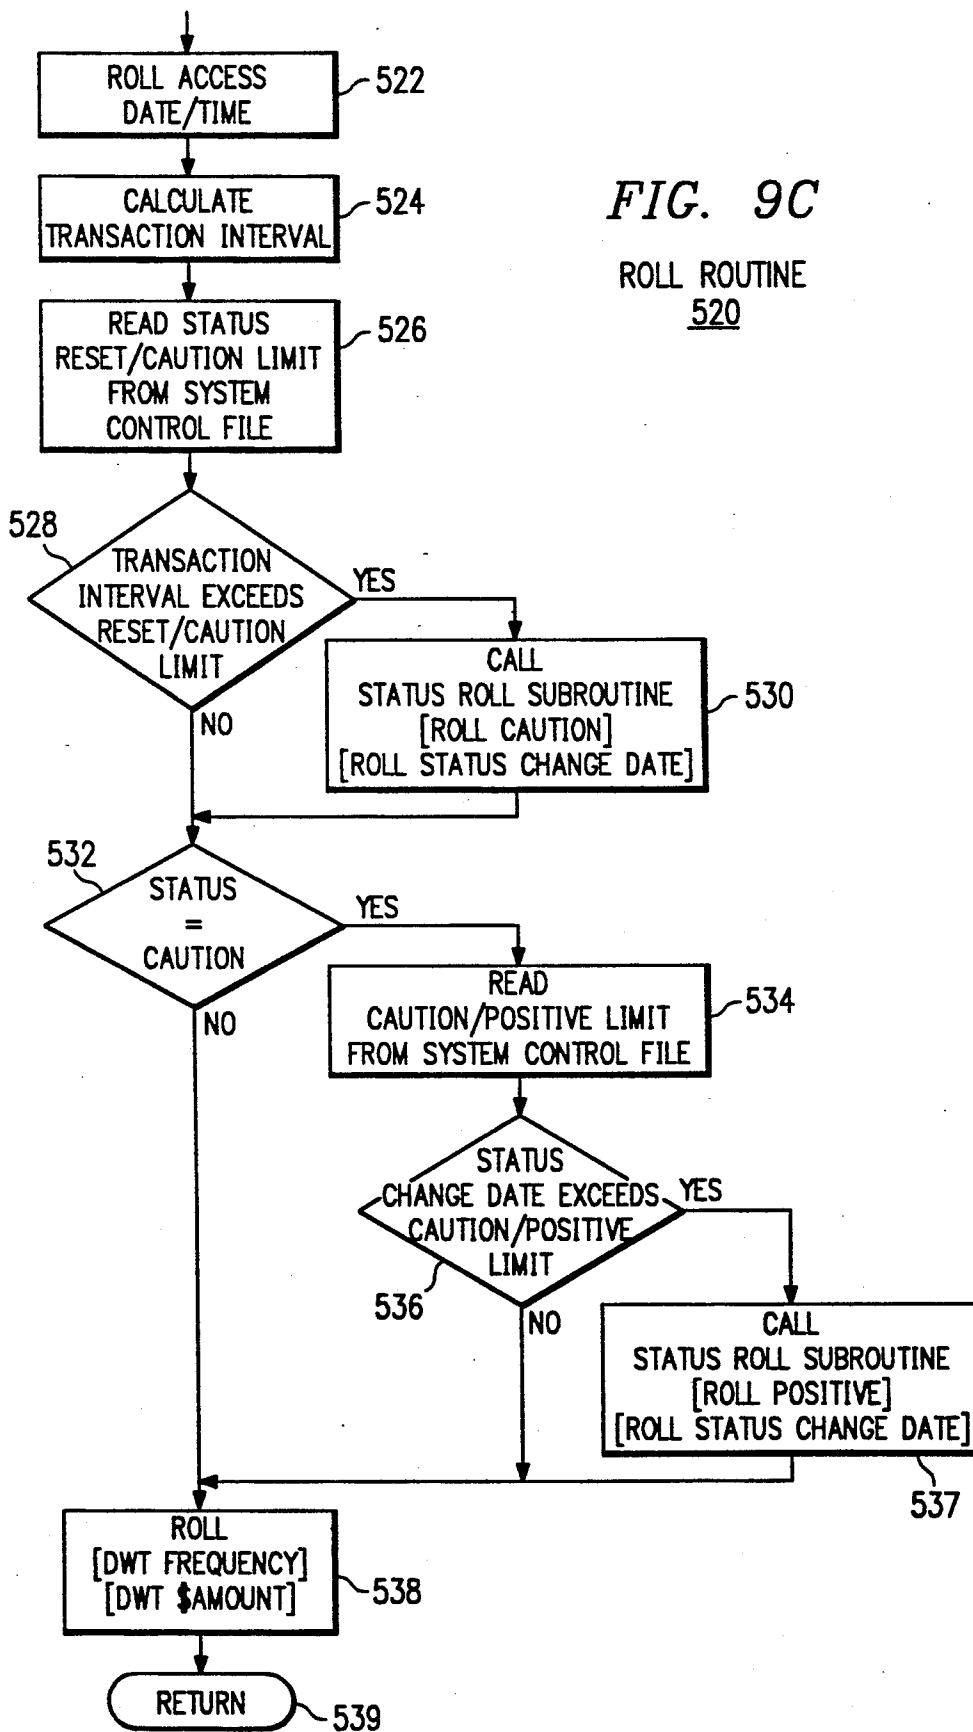 ROLL ACCESS
DATE/TIME
522
CALCULATE
TRANSACTION INTERVAL
524
FIG. 9C
ROLL ROUTINE
520
READ STATUS
RESET/CAUTION LIMIT
FROM SYSTEM
CONTROL FILE
526
528
TRANSACTION
INTERVAL EXCEEDS
RESET/CAUTION
LIMIT
YES
NO
CALL
STATUS ROLL SUBROUTINE
[ROLL CAUTION]
[ROLL STATUS CHANGE DATE]
530
532
STATUS
=
CAUTION
YES
NO
READ
CAUTION/POSITIVE LIMIT
FROM SYSTEM CONTROL FILE
534
STATUS
CHANGE DATE EXCEEDS
CAUTION/POSITIVE
LIMIT
YES
536
NO
CALL
STATUS ROLL SUBROUTINE
[ROLL POSITIVE]
[ROLL STATUS CHANGE DATE]
537
ROLL
[DWT FREQUENCY]
[DWT $AMOUNT]
538
RETURN
539